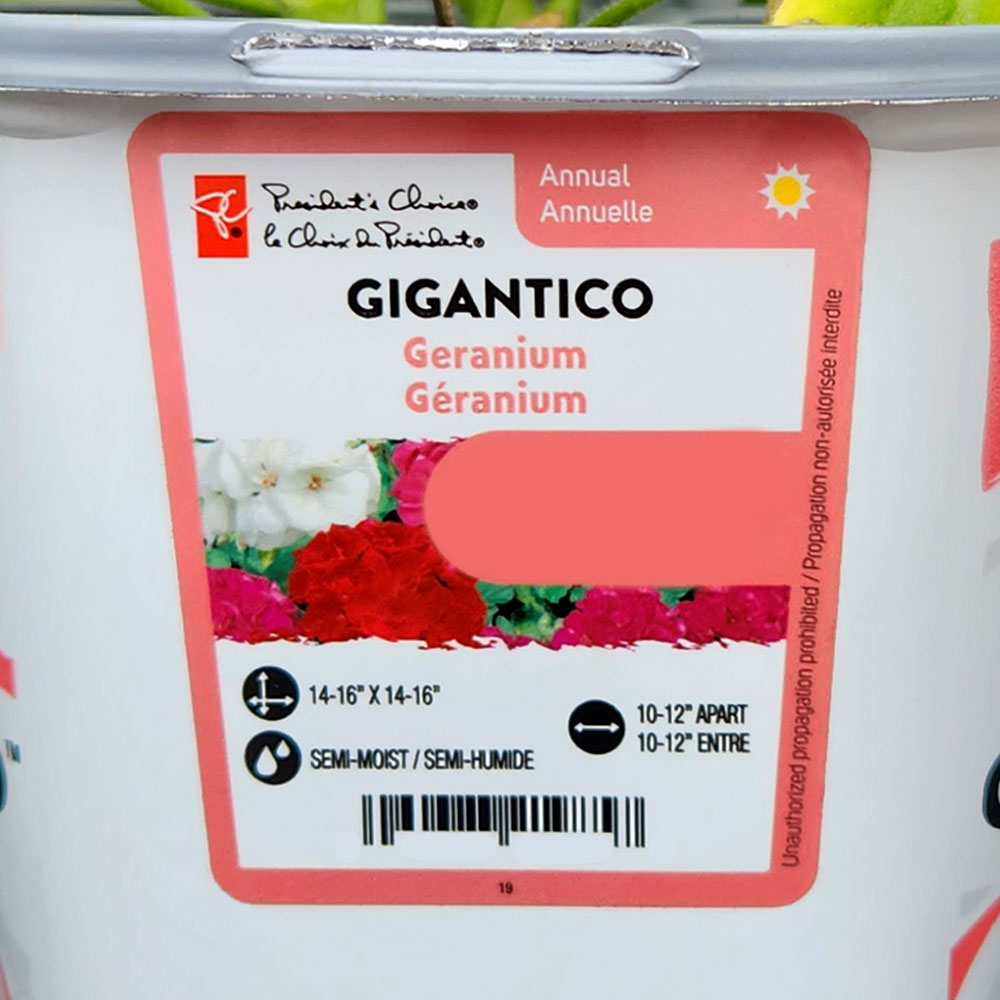 President's Choice®
le Choix du Président®
Annual
Annuelle
GIGANTICO
Geranium
Géranium
14-16" X 14-16"
SEMI-MOIST / SEMI-HUMIDE
10-12" APART
10-12" ENTRE
Unauthorized propagation prohibited / Propagation non-autorisée interdite
19
TM